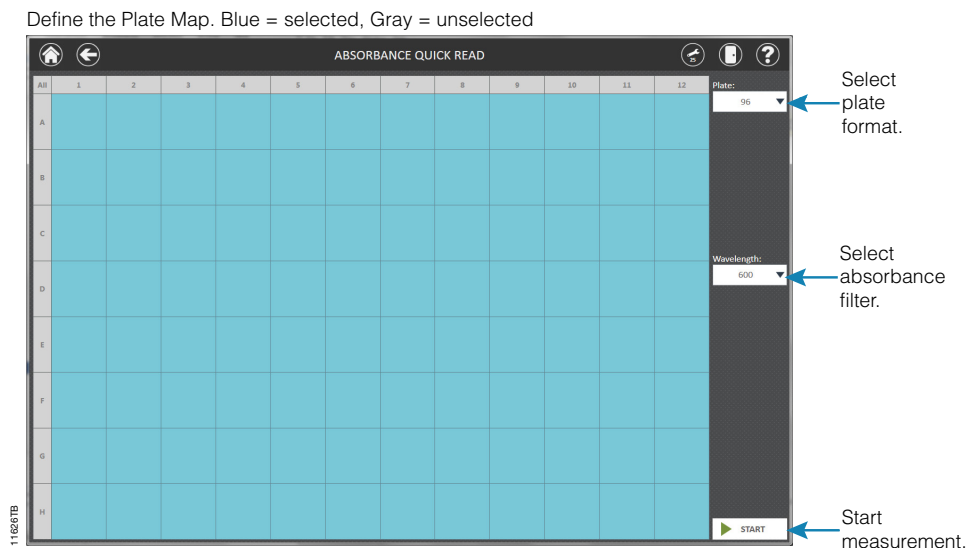 Define the Plate Map. Blue = selected, Gray = unselected
ABSORBANCE QUICK READ
25
?
All 1 2 3 4 5 6 7 8 9 10 11 12
A
B
C
D
E
F
G
H
Plate:
96
Select
plate
format.
Wavelength:
600
Select
absorbance
filter.
START
Start
measurement.
11626TB